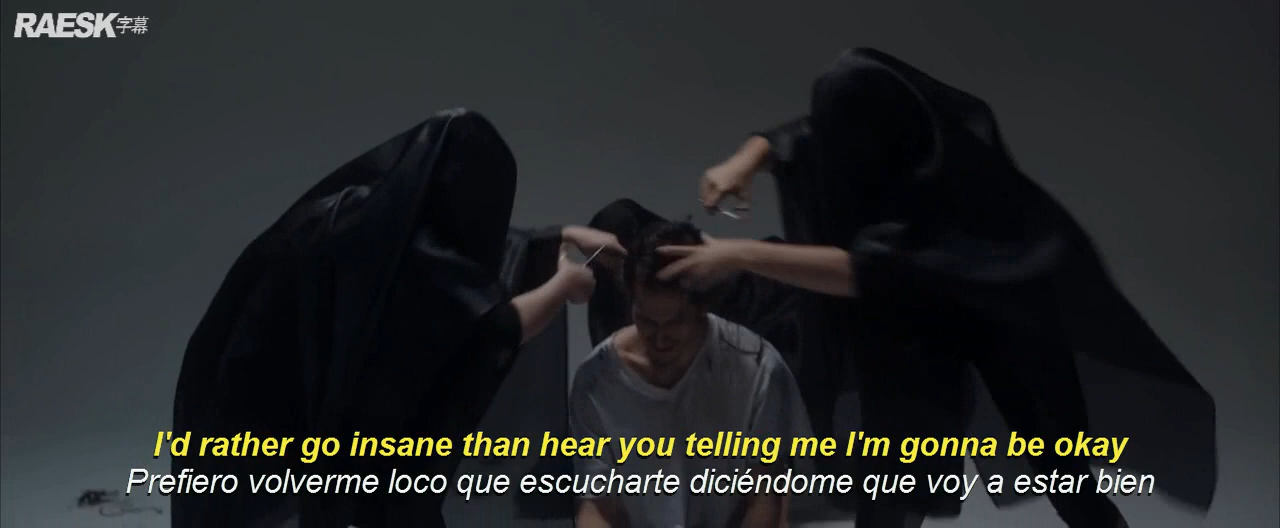 RAESK字幕
I'd rather go insane than hear you telling me I'm gonna be okay
Prefiero volverme loco que escucharte diciéndome que voy a estar bien